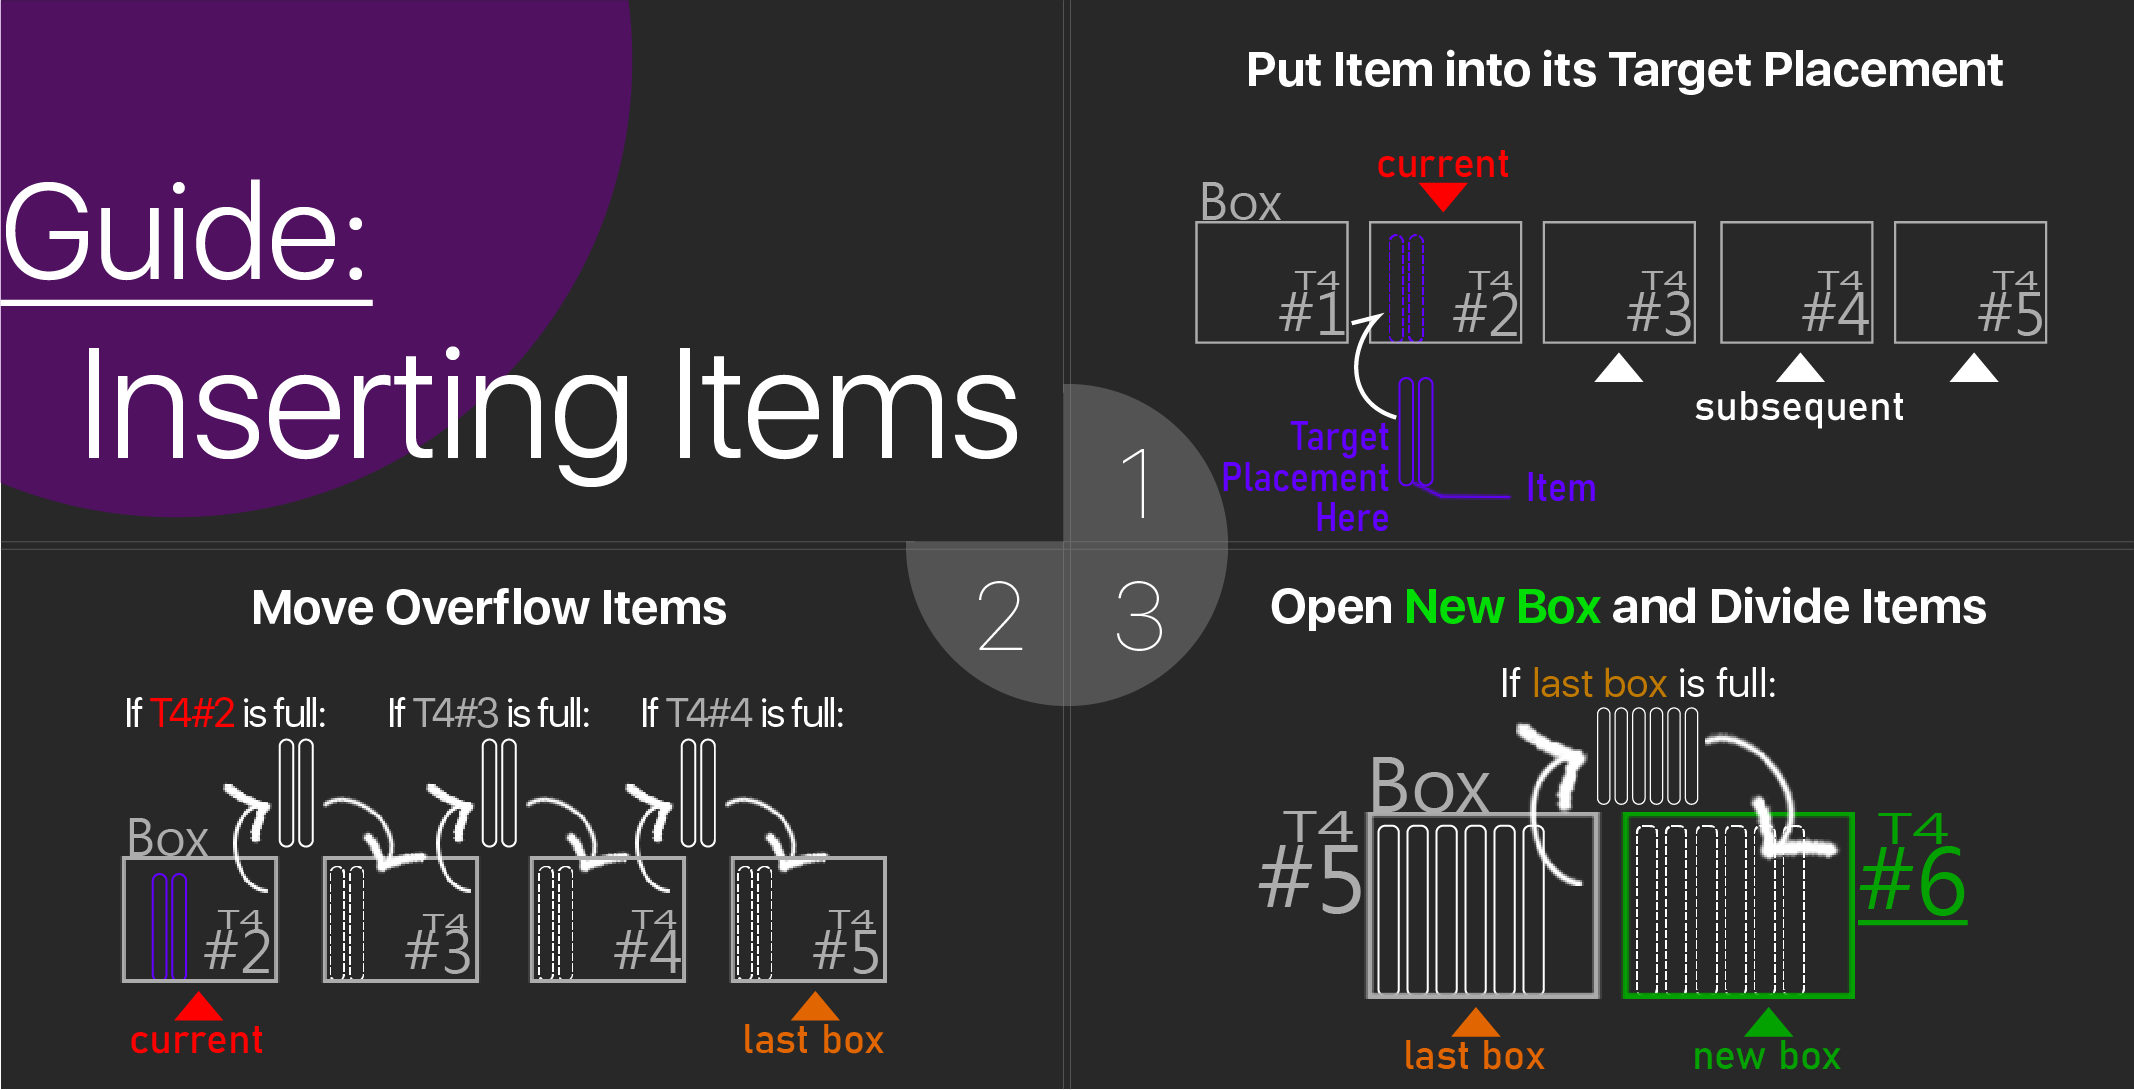 Guide:
Inserting Items
Put Item into its Target Placement
current
Box
T4
#1
T4
#2
T4
#3
T4
#4
T4
#5
subsequent
Target
Placement
Here
Item
1
2
3
Move Overflow Items
If T4#2 is full:
If T4#3 is full:
If T4#4 is full:
Box
T4
#2
T4
#3
T4
#4
T4
#5
current
last box
Open New Box and Divide Items
If last box is full:
Box
T4
#5
T4
#6
last box
new box